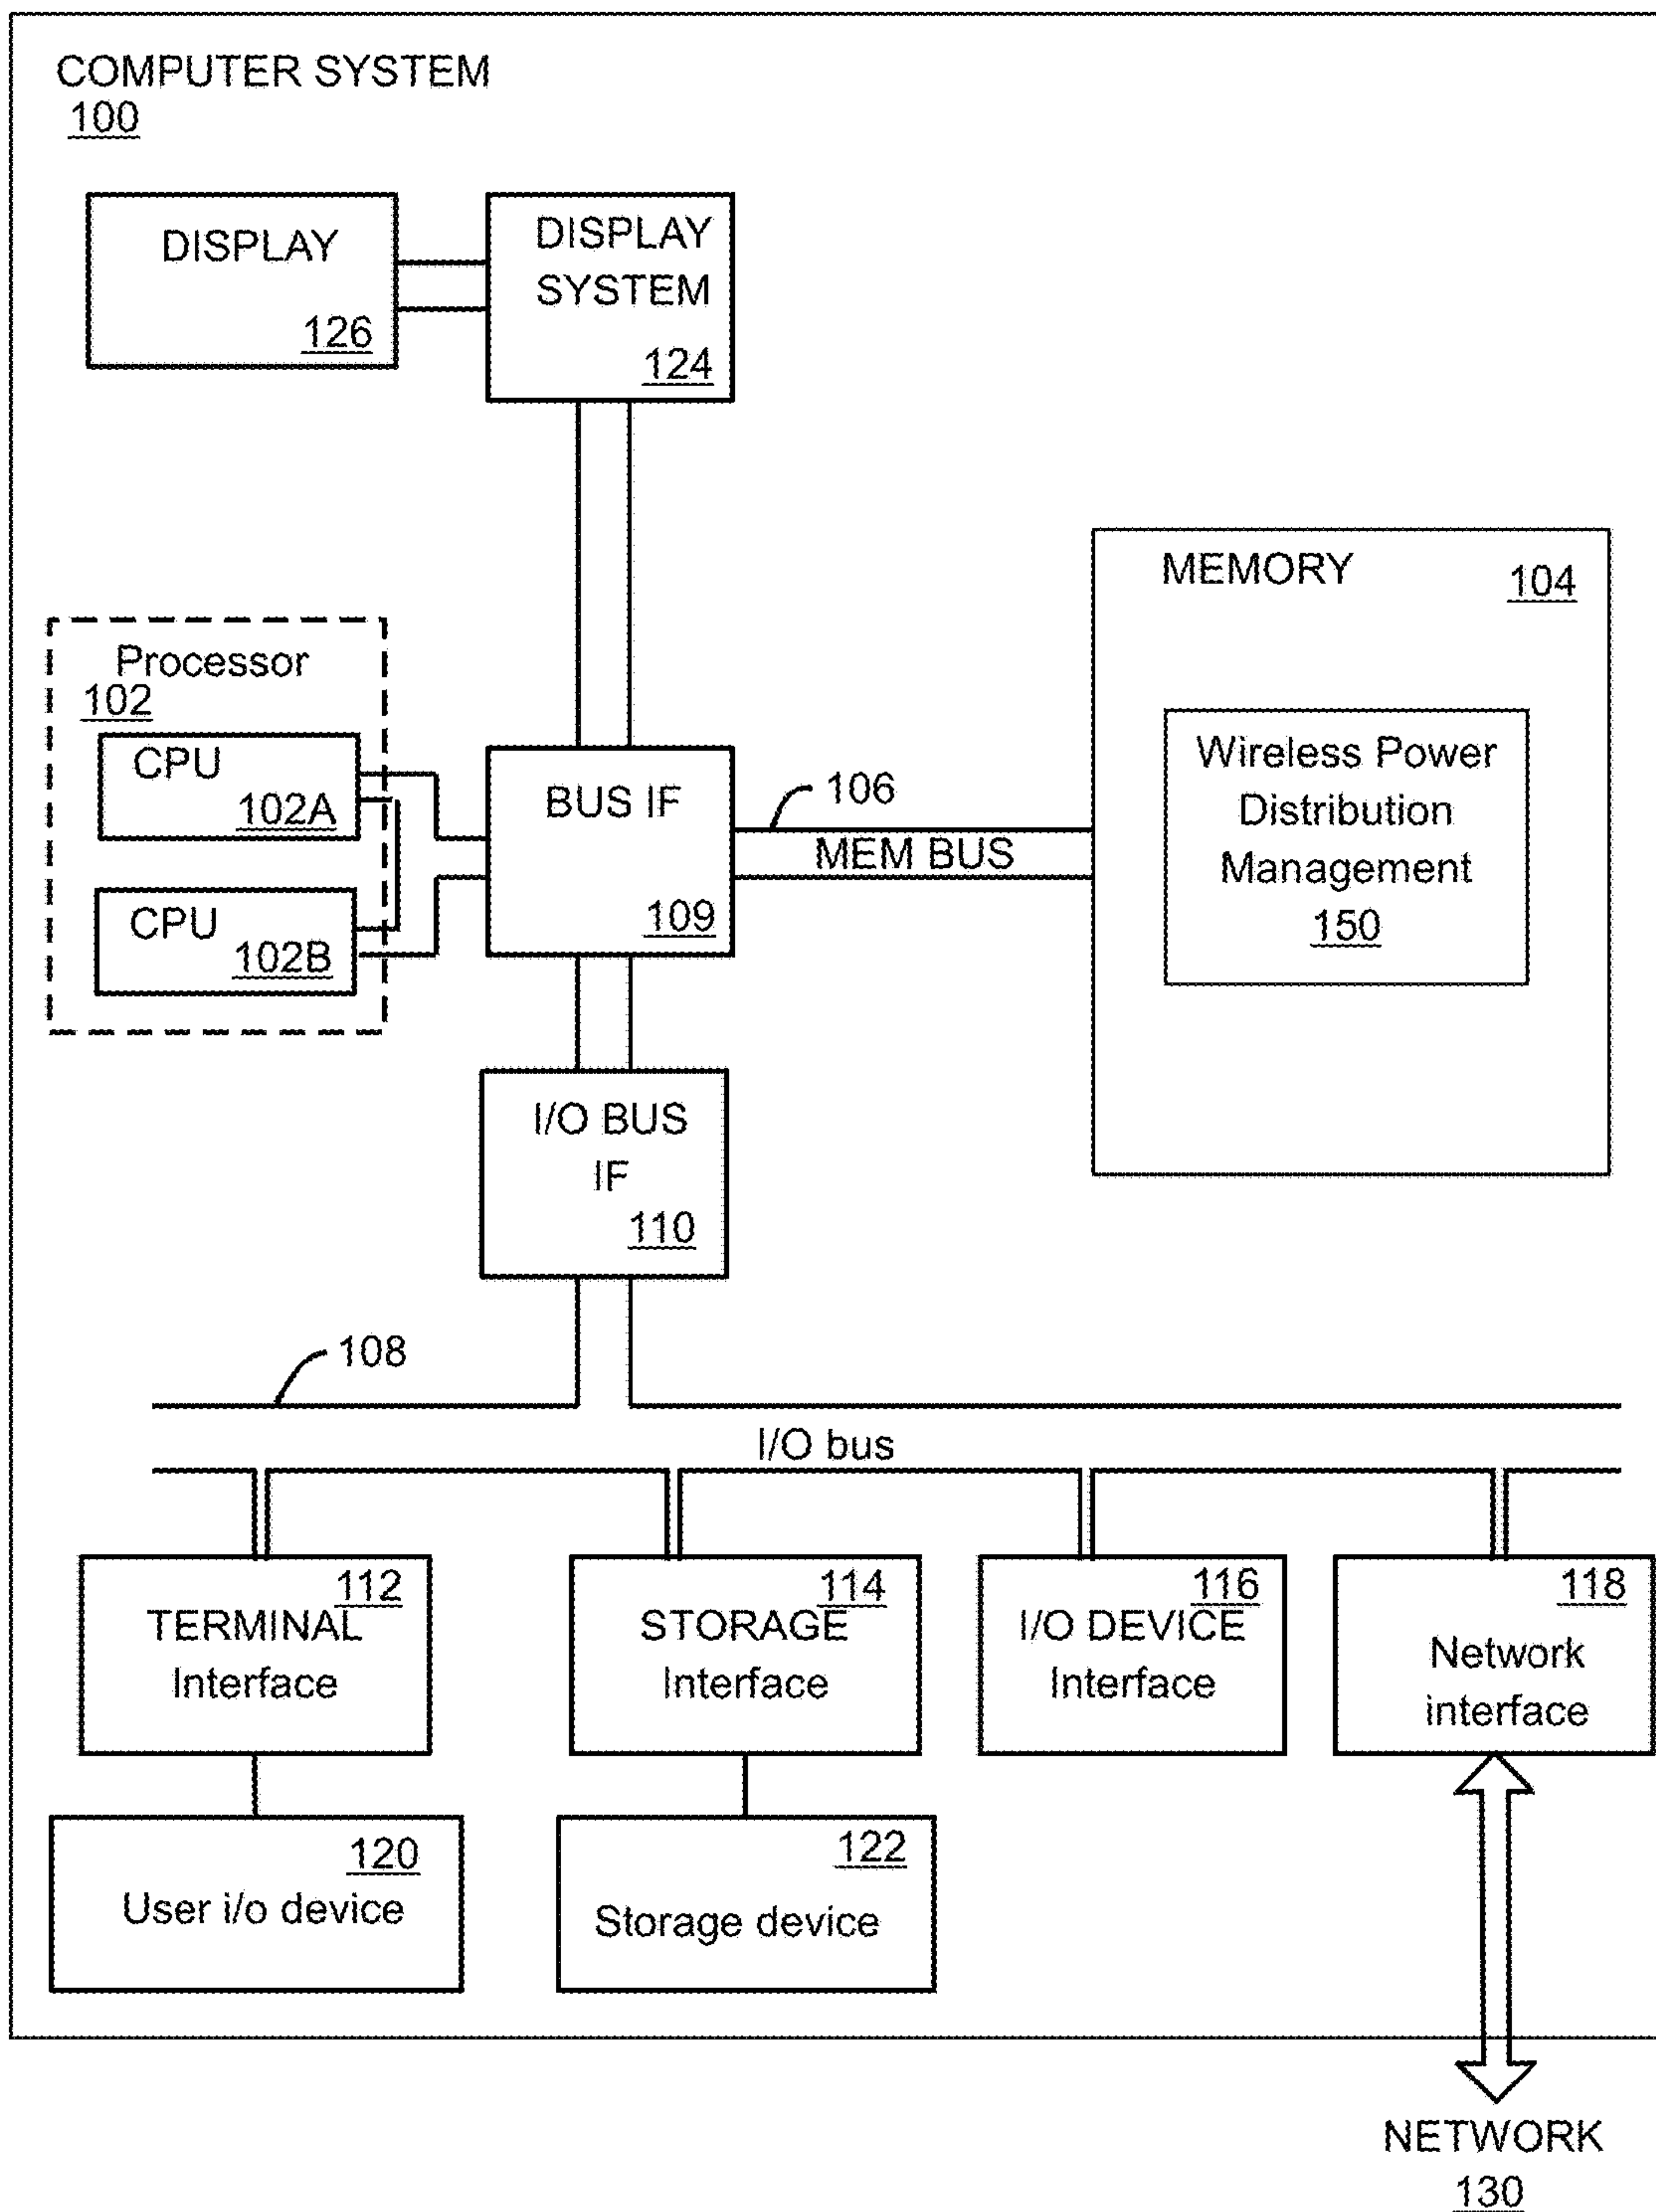 COMPUTER SYSTEM
100
DISPLAY
126
DISPLAY
SYSTEM
124
MEMORY
104
Wireless Power
Distribution
Management
150
Processor
102
CPU
102A
CPU
102B
BUS IF
109
106
MEM BUS
I/O BUS
IF
110
108
I/O bus
112
TERMINAL
Interface
114
STORAGE
Interface
116
I/O DEVICE
Interface
118
Network
interface
120
User i/o device
122
Storage device
NETWORK
130